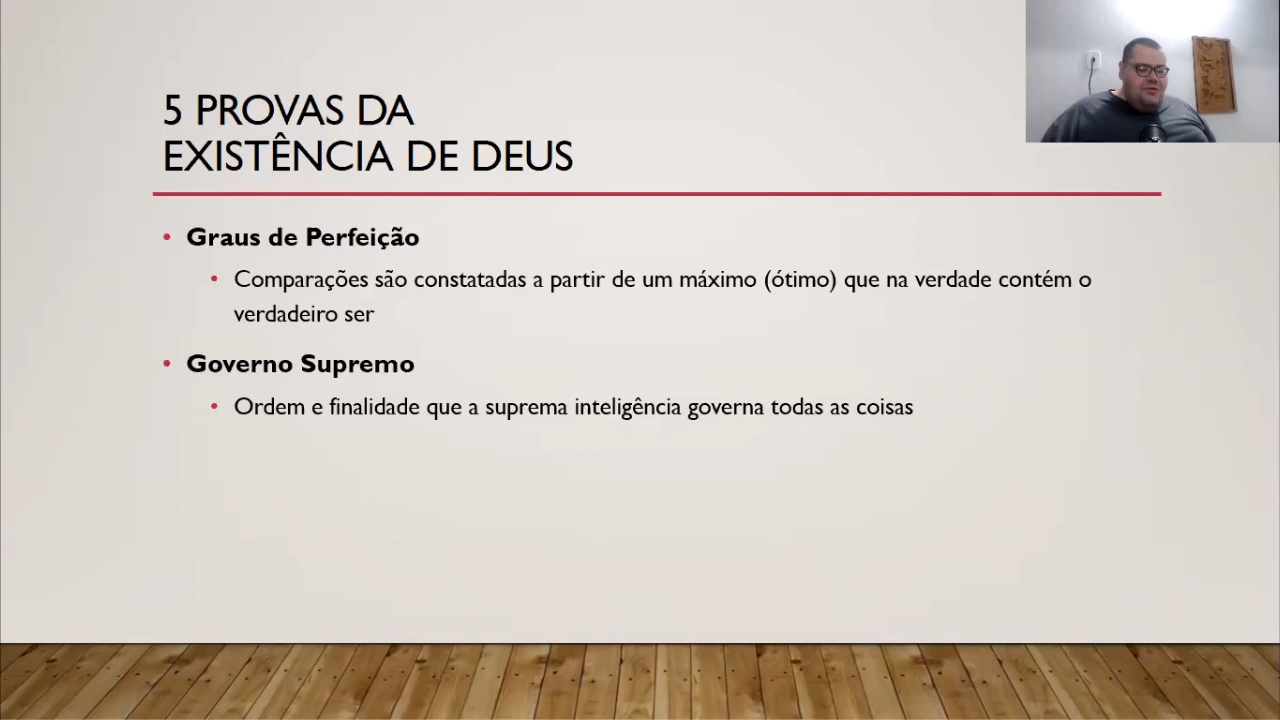 5 PROVAS DA
EXISTÊNCIA DE DEUS
• Graus de Perfeição
• Comparações são constatadas a partir de um máximo (ótimo) que na verdade contém o
verdadeiro ser
• Governo Supremo
• Ordem e finalidade que a suprema inteligência governa todas as coisas